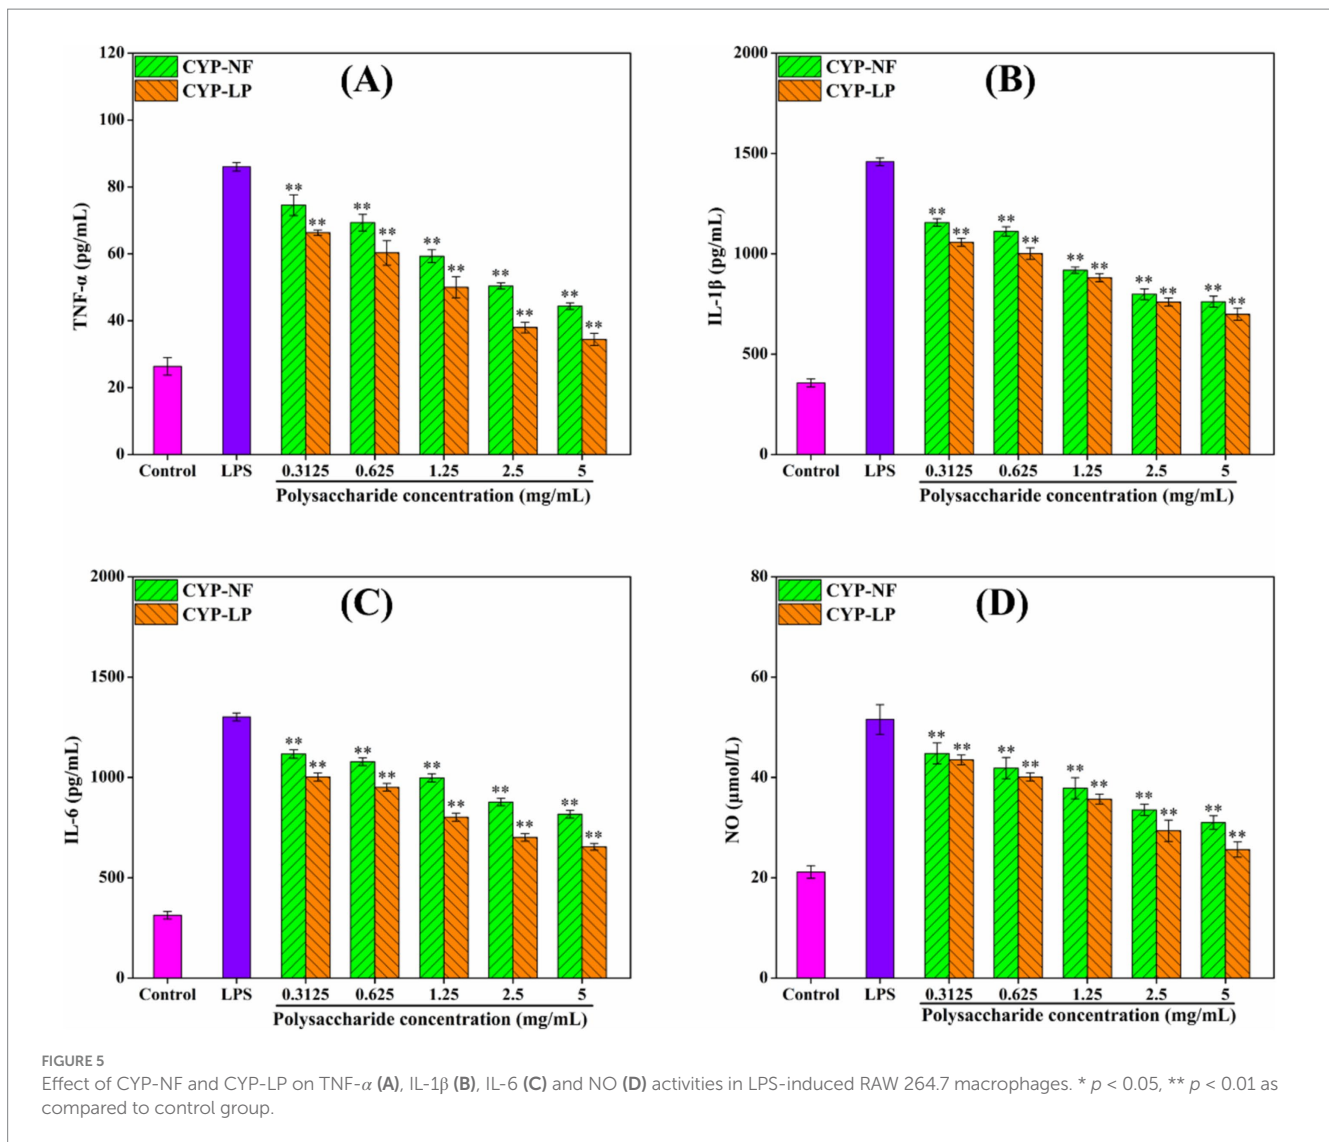 120
100
80
60
40
20
0
TNF-α (pg/mL)
CYP-NF
CYP-LP
(A)
** ** ** ** ** ** ** ** ** **
Control LPS 0.3125 0.625 1.25 2.5 5
Polysaccharide concentration (mg/mL)
2000
1500
1000
500
0
IL-1β (pg/mL)
CYP-NF
CYP-LP
(B)
** ** ** ** ** ** ** ** ** **
Control LPS 0.3125 0.625 1.25 2.5 5
Polysaccharide concentration (mg/mL)
2000
1500
1000
500
0
IL-6 (pg/mL)
CYP-NF
CYP-LP
(C)
** ** ** ** ** ** ** ** ** **
Control LPS 0.3125 0.625 1.25 2.5 5
Polysaccharide concentration (mg/mL)
80
60
40
20
0
NO (μmol/L)
CYP-NF
CYP-LP
(D)
** ** ** ** ** ** ** ** ** **
Control LPS 0.3125 0.625 1.25 2.5 5
Polysaccharide concentration (mg/mL)
FIGURE 5
Effect of CYP-NF and CYP-LP on TNF-α (A), IL-1β (B), IL-6 (C) and NO (D) activities in LPS-induced RAW 264.7 macrophages. * p < 0.05, ** p < 0.01 as
compared to control group.